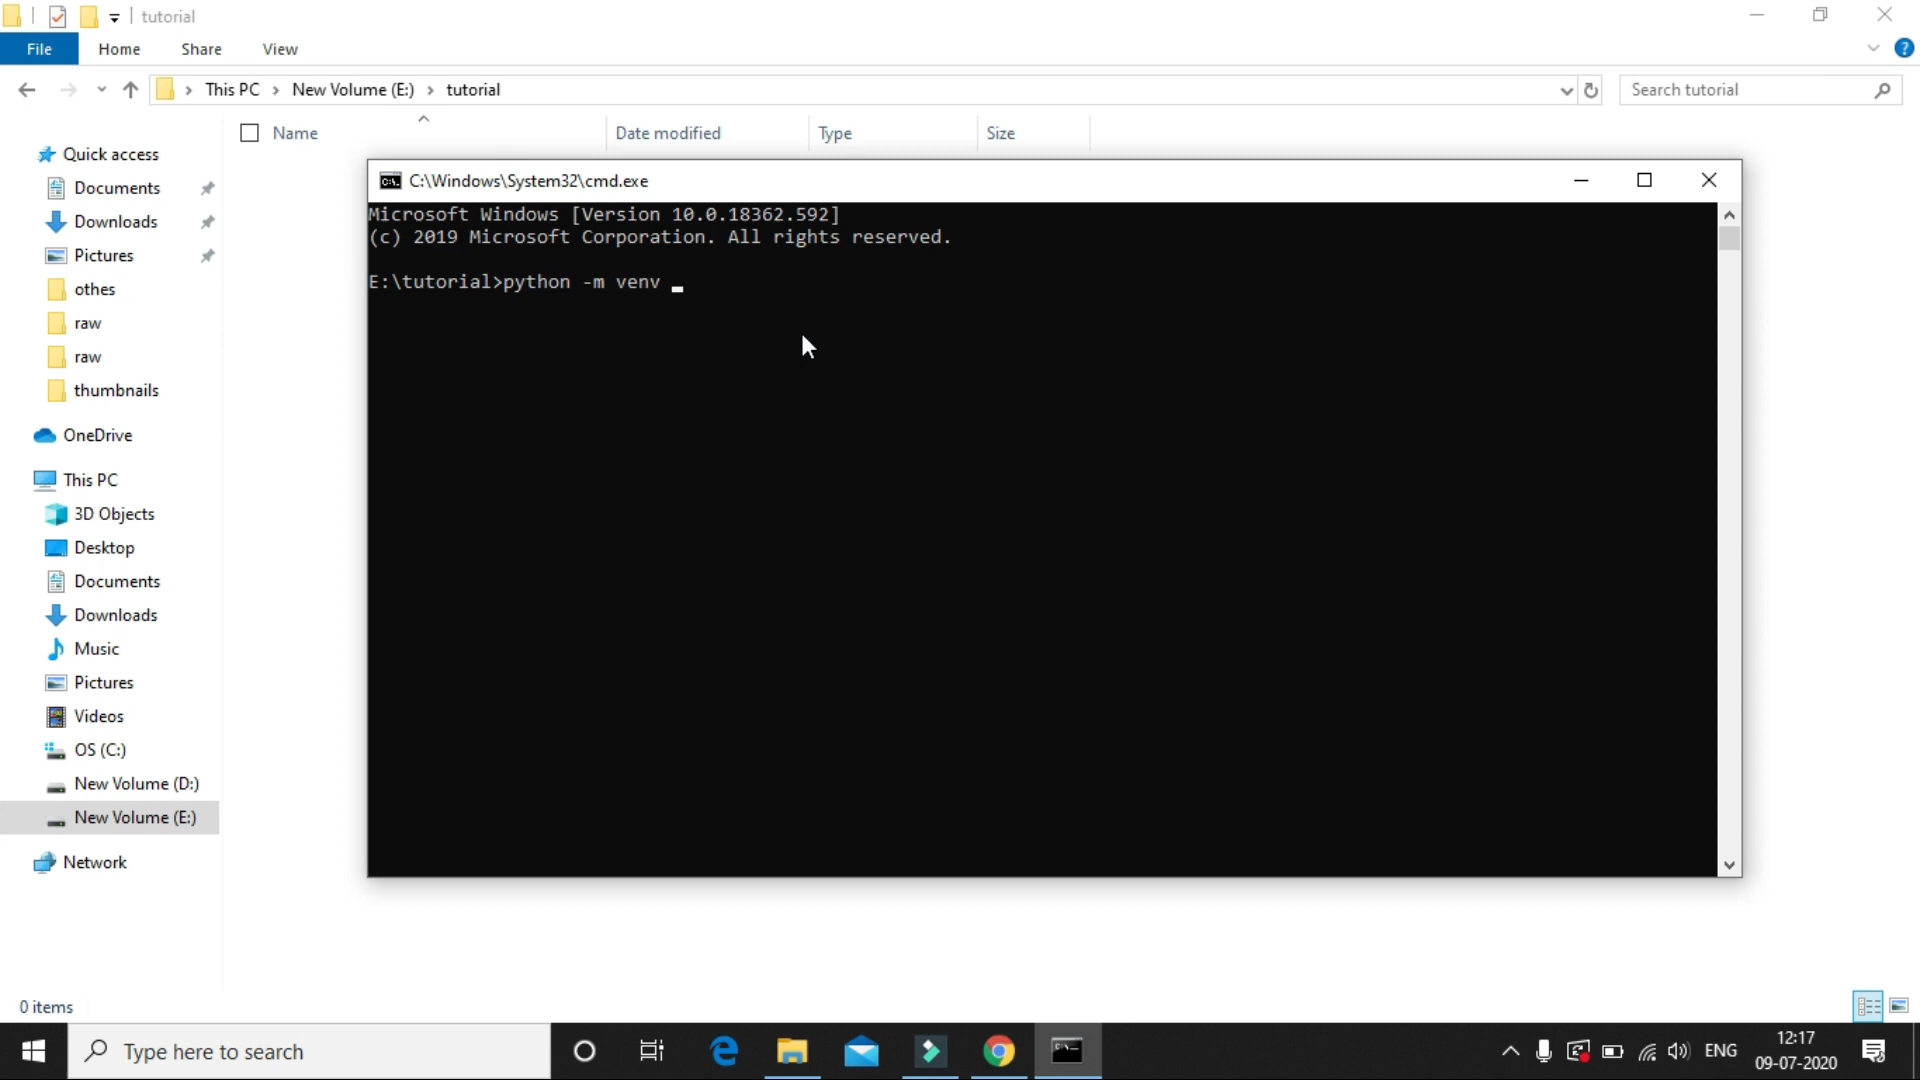 tutorial
File Home Share View
This PC New Volume (E:) tutorial
Search tutorial
Name Date modified Type Size
Quick access
Documents
Downloads
Pictures
othes
raw
raw
thumbnails
OneDrive
This PC
3D Objects
Desktop
Documents
Downloads
Music
Pictures
Videos
OS (C:)
New Volume (D:)
New Volume (E:)
Network
C:\Windows\System32\cmd.exe
Microsoft Windows [Version 10.0.18362.592]
(c) 2019 Microsoft Corporation. All rights reserved.
E:\tutorial>python -m venv _
0 items
Type here to search
ENG
12:17
09-07-2020